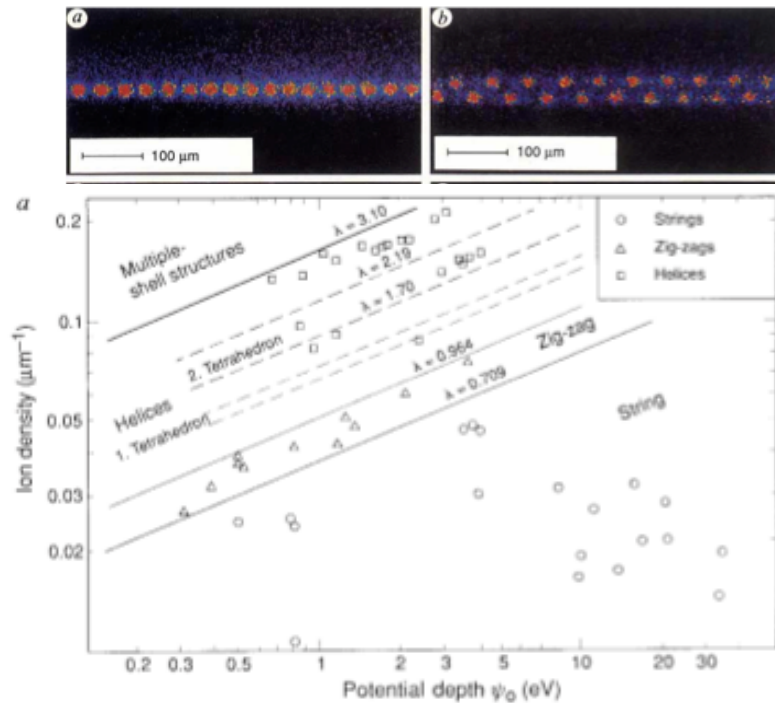 a
b
100 μm
100 μm
a
Multiple-
shell structures
λ = 3.10
λ = 2.19
λ = 1.70
2. Tetrahedron
Helices
1. Tetrahedron
λ = 0.964
Zig-zag
λ = 0.709
String
Strings
Zig-zags
Helices
0.2
0.1
0.05
0.03
0.02
Ion density (μm⁻¹)
0.2 0.3 0.5 1 2 3 5 10 20 30
Potential depth ψₒ (eV)